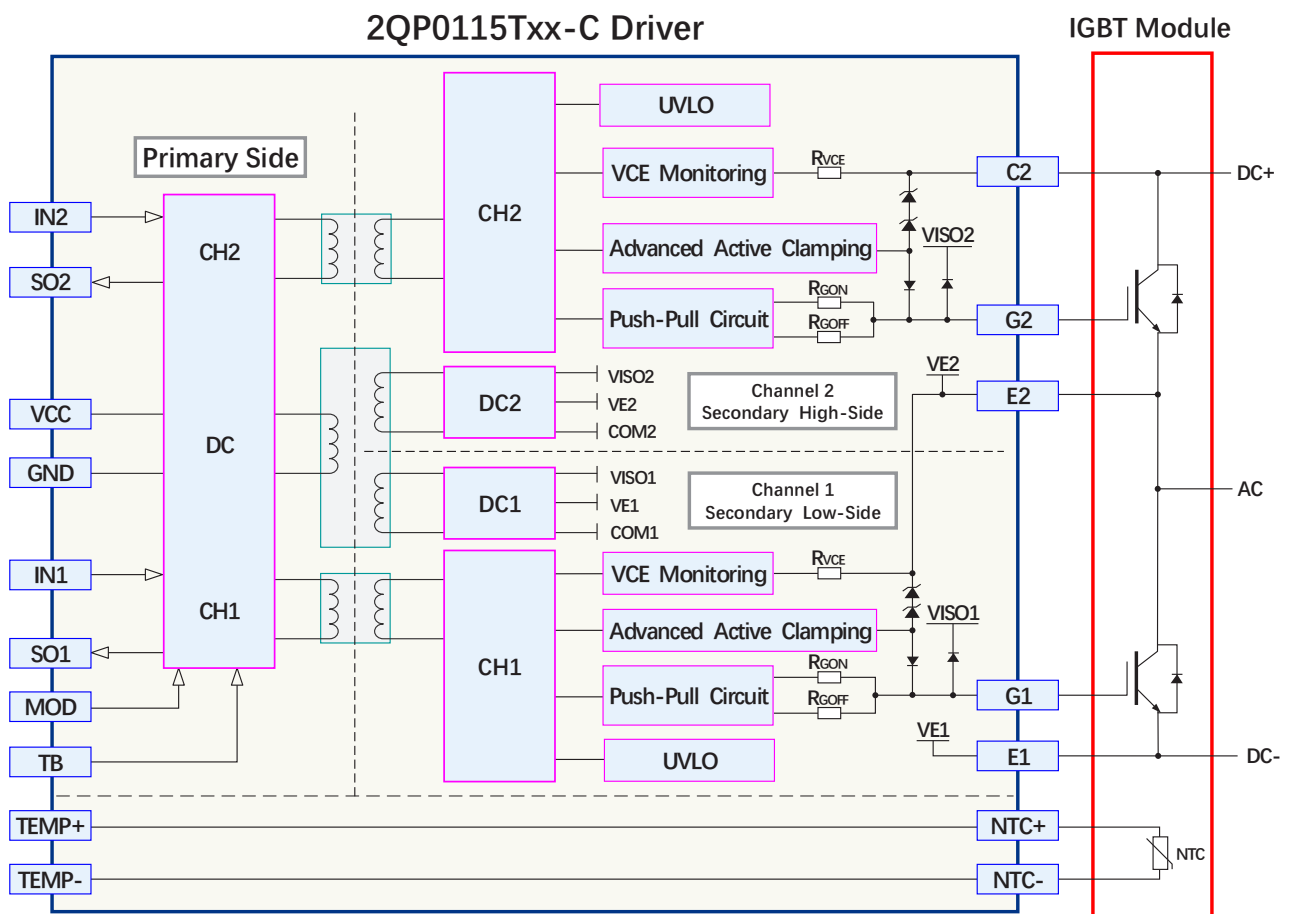 2QP0115Txx-C Driver
IGBT Module
Primary Side
IN2
SO2
VCC
GND
IN1
SO1
MOD
TB
TEMP+
TEMP-
CH2
DC
CH1
CH2
UVLO
VCE Monitoring
RVCE
Advanced Active Clamping
VISO2
Push-Pull Circuit
RGON
RGOFF
DC2
VISO2
VE2
COM2
Channel 2
Secondary High-Side
VE2
DC1
VISO1
VE1
COM1
Channel 1
Secondary Low-Side
CH1
VCE Monitoring
RVCE
Advanced Active Clamping
VISO1
Push-Pull Circuit
RGON
RGOFF
UVLO
VE1
C2
G2
E2
G1
E1
NTC+
NTC-
DC+
AC
DC-
NTC